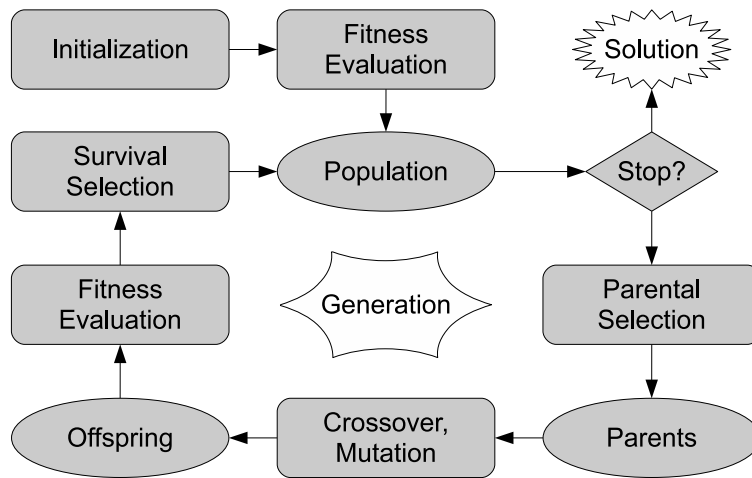 Initialization
Fitness
Evaluation
Solution
Survival
Selection
Population
Stop?
Fitness
Evaluation
Generation
Parental
Selection
Offspring
Crossover,
Mutation
Parents